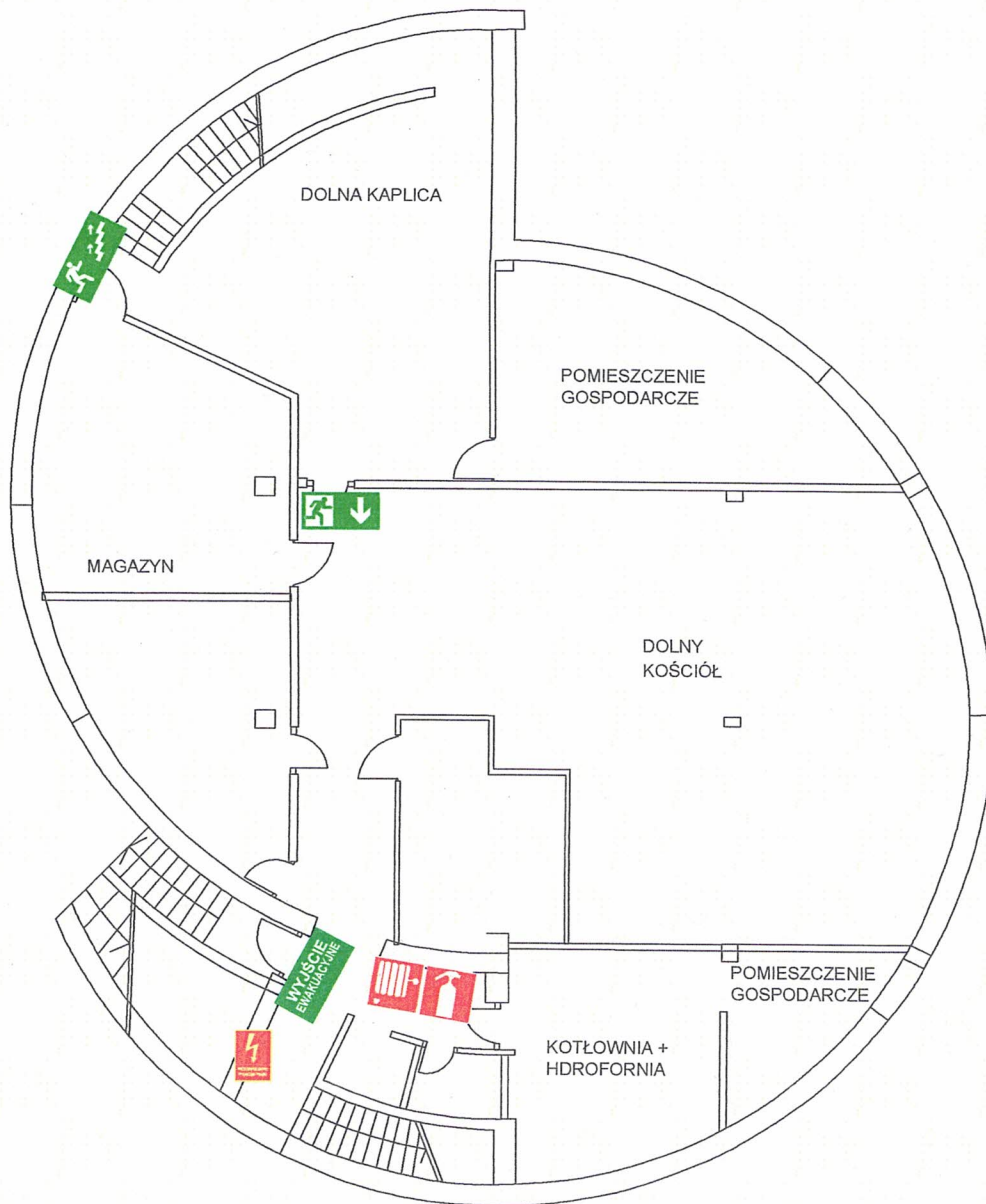 DOLNA KAPLICA
POMIESZCZENIE
GOSPODARCZE
MAGAZYN
DOLNY
KOŚCIÓŁ
WYJŚCIE
EWAKUACYJNE
POMIESZCZENIE
GOSPODARCZE
KOTŁOWNIA +
HDROFORNIA